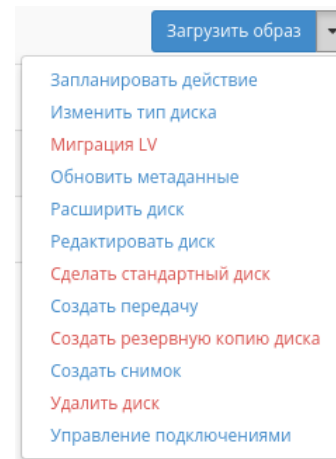 Загрузить образ
Запланировать действие
Изменить тип диска
Миграция LV
Обновить метаданные
Расширить диск
Редактировать диск
Сделать стандартный диск
Создать передачу
Создать резервную копию диска
Создать снимок
Удалить диск
Управление подключениями